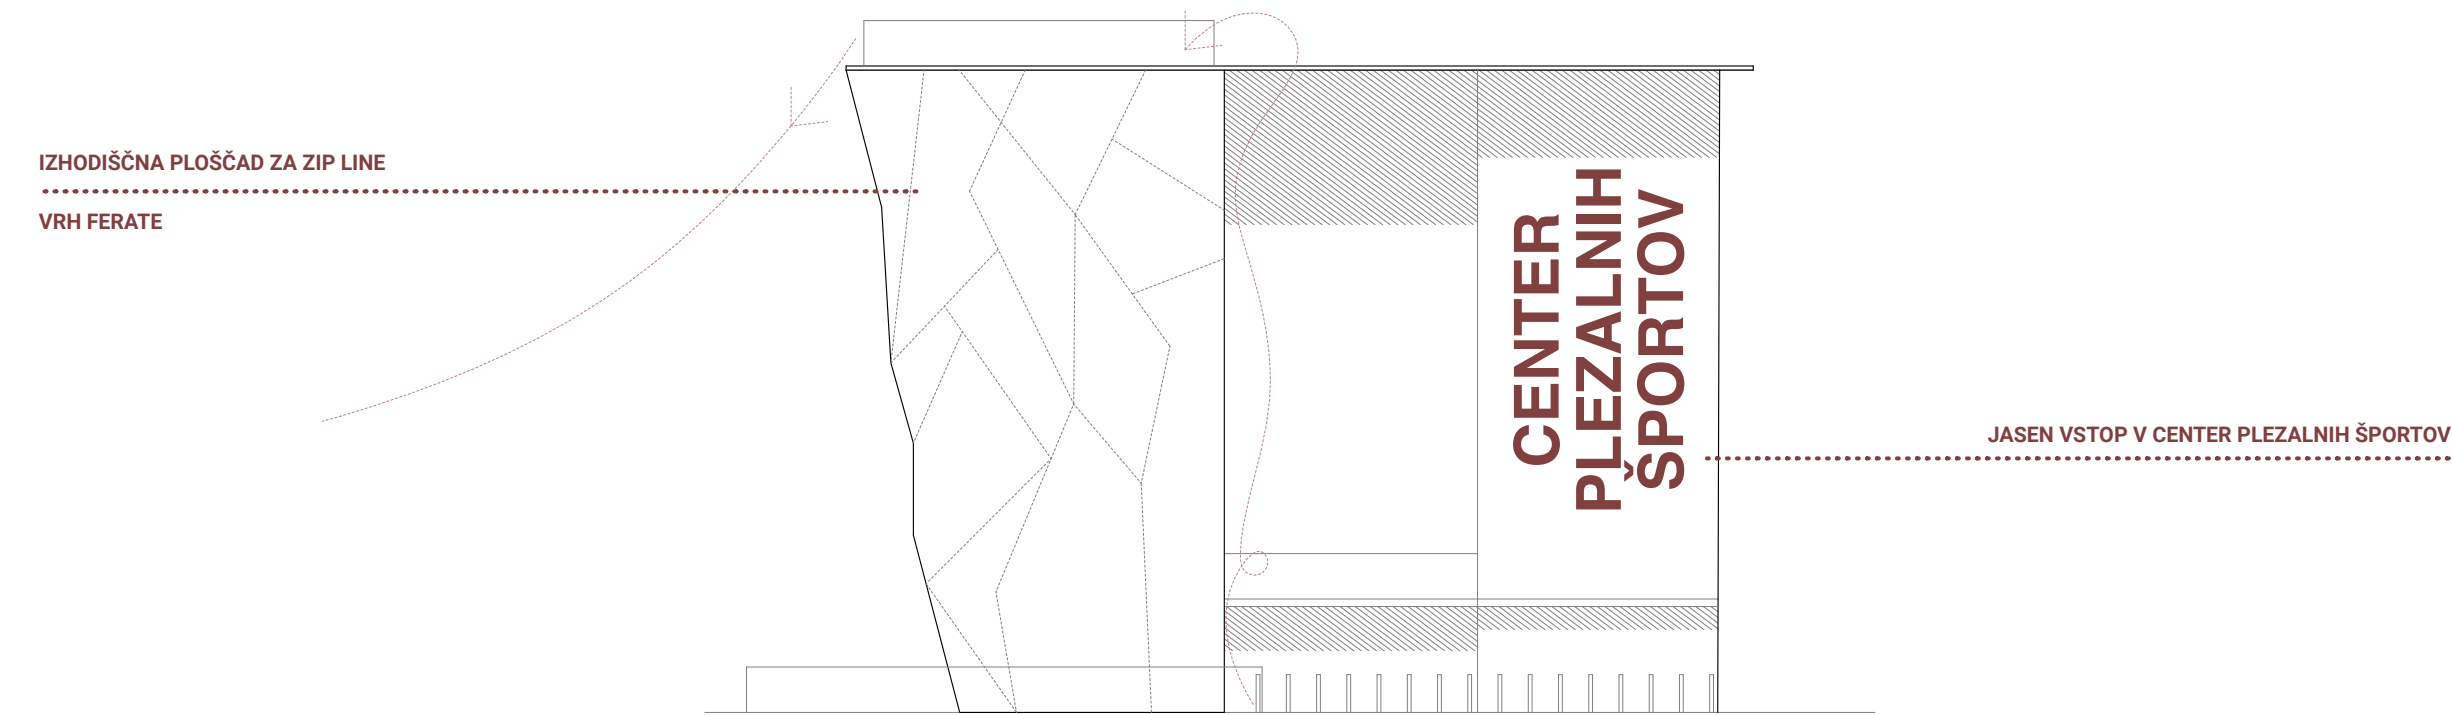 IZHODIŠČNA PLOŠČAD ZA ZIP LINE
VRH FERATE
CENTER
PLEZALNIH
ŠPORTOV
JASEN VSTOP V CENTER PLEZALNIH ŠPORTOV